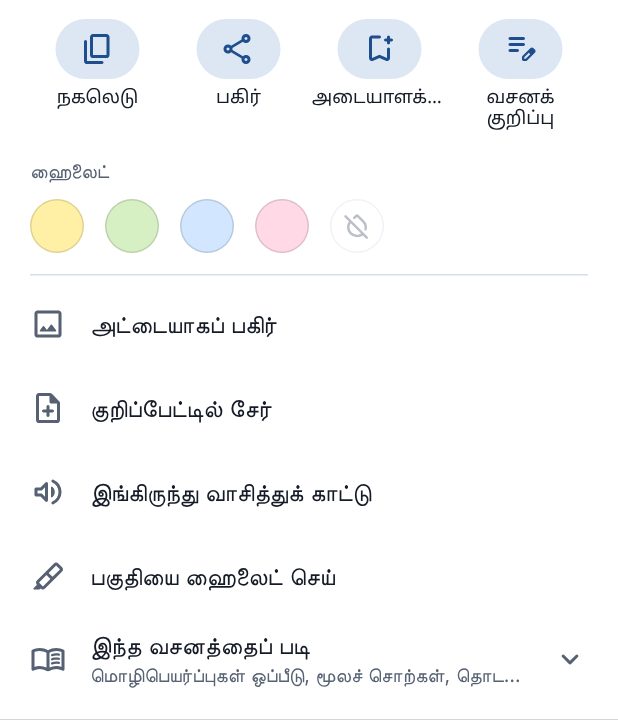 நகலெடு
பகிர்
அடையாளக்...
வசனக்
குறிப்பு
ஹைலைட்
அட்டையாகப் பகிர்
குறிப்பேட்டில் சேர்
இங்கிருந்து வாசித்துக் காட்டு
பகுதியை ஹைலைட் செய்
இந்த வசனத்தைப் படி
மொழிபெயர்ப்புகள் ஒப்பீடு, மூலச் சொற்கள், தொட...